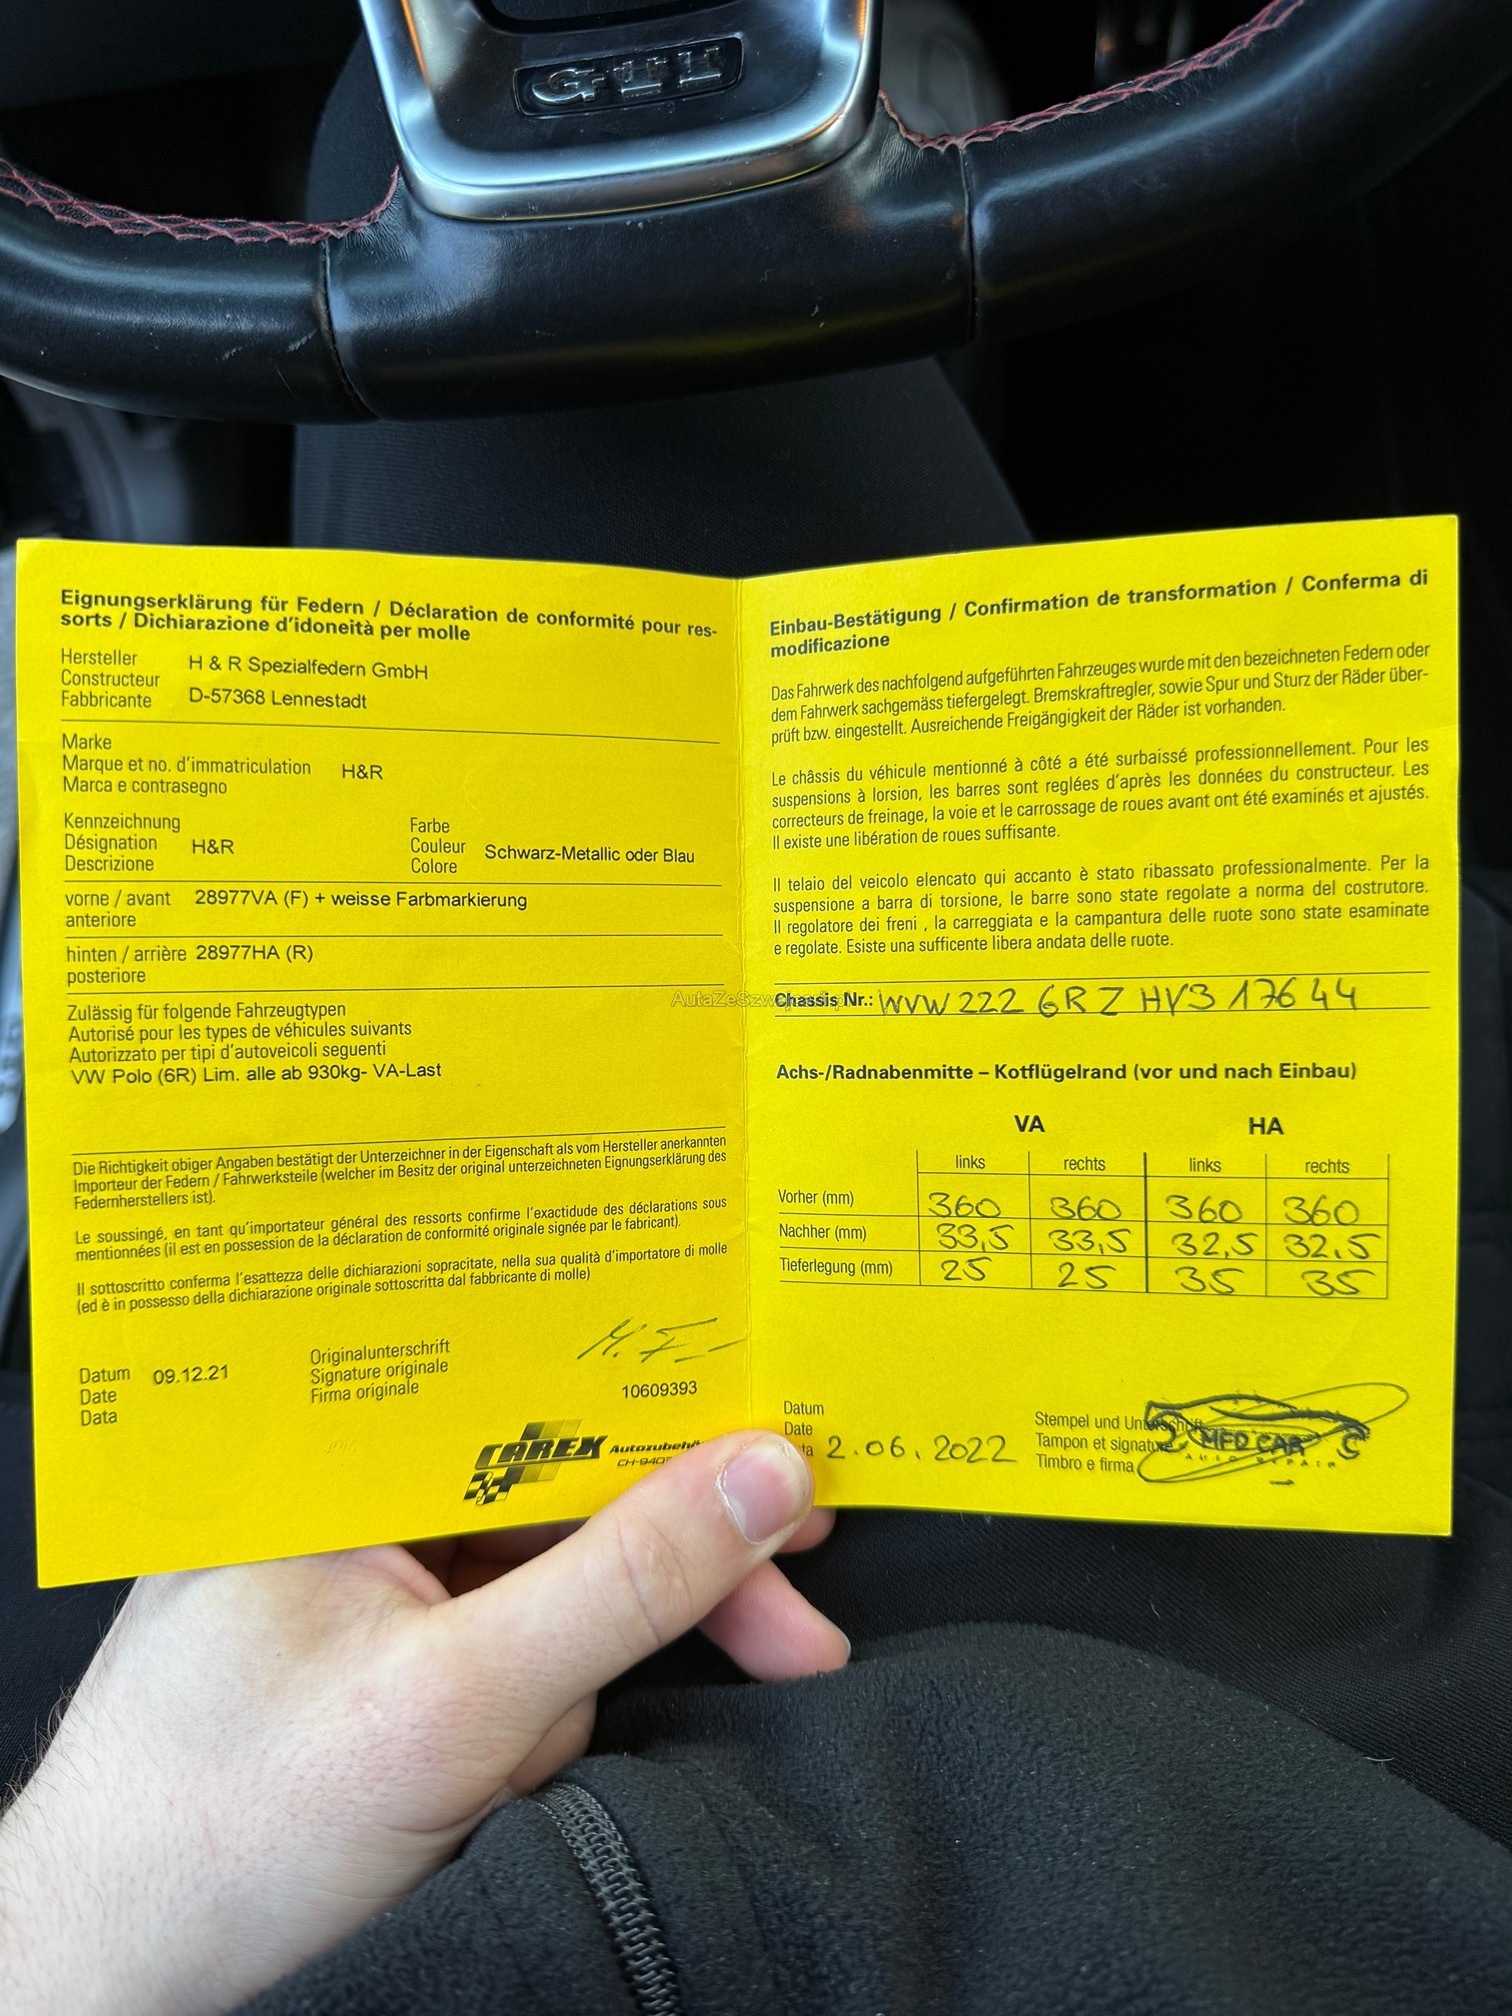 GTI
Eignungserklärung für Federn / Déclaration de conformité pour res-
sorts / Dichiarazione d'idoneità per molle
Hersteller
Constructeur
Fabbricante
H & R Spezialfedern GmbH
D-57368 Lennestadt
Marke
Marque et no. d'immatriculation
Marca e contrasegno
H&R
Kennzeichnung
Désignation
Descrizione
H&R
Farbe
Couleur
Colore
Schwarz-Metallic oder Blau
vorne / avant
anteriore
28977VA (F) + weisse Farbmarkierung
hinten / arrière
posteriore
28977HA (R)
Zulässig für folgende Fahrzeugtypen
Autorisé pour les types de véhicules suivants
Autorizzato per tipi d'autoveicoli seguenti
VW Polo (6R) Lim. alle ab 930kg- VA-Last
Die Richtigkeit obiger Angaben bestätigt der Unterzeichner in der Eigenschaft als vom Hersteller anerkannten
Importeur der Federn / Fahrwerksteile (welcher im Besitz der original unterzeichneten Eignungserklärung des
Federnherstellers ist).
Le soussingé, en tant qu'importateur général des ressorts confirme l'exactidude des déclarations sous
mentionnées (il est en possession de la déclaration de conformité originale signée par le fabricant).
Il sottoscritto conferma l'esattezza delle dichiarazioni sopracitate, nella sua qualità d'importatore di molle
(ed è in possesso della dichiarazione originale sottoscritta dal fabbricante di molle)
Datum
Date
Data
09.12.21
Originalunterschrift
Signature originale
Firma originale
10609393
CAREX
Einbau-Bestätigung / Confirmation de transformation / Conferma di
modificazione
Das Fahrwerk des nachfolgend aufgeführten Fahrzeuges wurde mit den bezeichneten Federn oder
dem Fahrwerk sachgemäss tiefergelegt. Bremskraftregler, sowie Spur und Sturz der Räder über-
prüft bzw. eingestellt. Ausreichende Freigängigkeit der Räder ist vorhanden.
Le châssis du véhicule mentionné à côté a été surbaissé professionnellement. Pour les
suspensions à lorsion, les barres sont reglées d'après les données du constructeur. Les
correcteurs de freinage, la voie et le carrossage de roues avant ont été examinés et ajustés.
Il existe une libération de roues suffisante.
Il telaio del veicolo elencato qui accanto è stato ribassato professionalmente. Per la
suspensione a barra di torsione, le barre sono state regolate a norma del costrutore.
Il regolatore dei freni , la carreggiata e la campantura delle ruote sono state esaminate
e regolate. Esiste una sufficente libera andata delle ruote.
Chassis Nr.: WVWZZZ6RZHV317644
Achs-/Radnabenmitte – Kotflügelrand (vor und nach Einbau)
VA HA
links rechts links rechts
Vorher (mm) 360 360 360 360
Nachher (mm) 33,5 33,5 32,5 32.5
Tieferlegung (mm) 25 25 35 35
Datum
Date
2.06.2022
Stempel und
Tampon et signature
Timbro e firma
MFD CAR
AUTO REPAIR